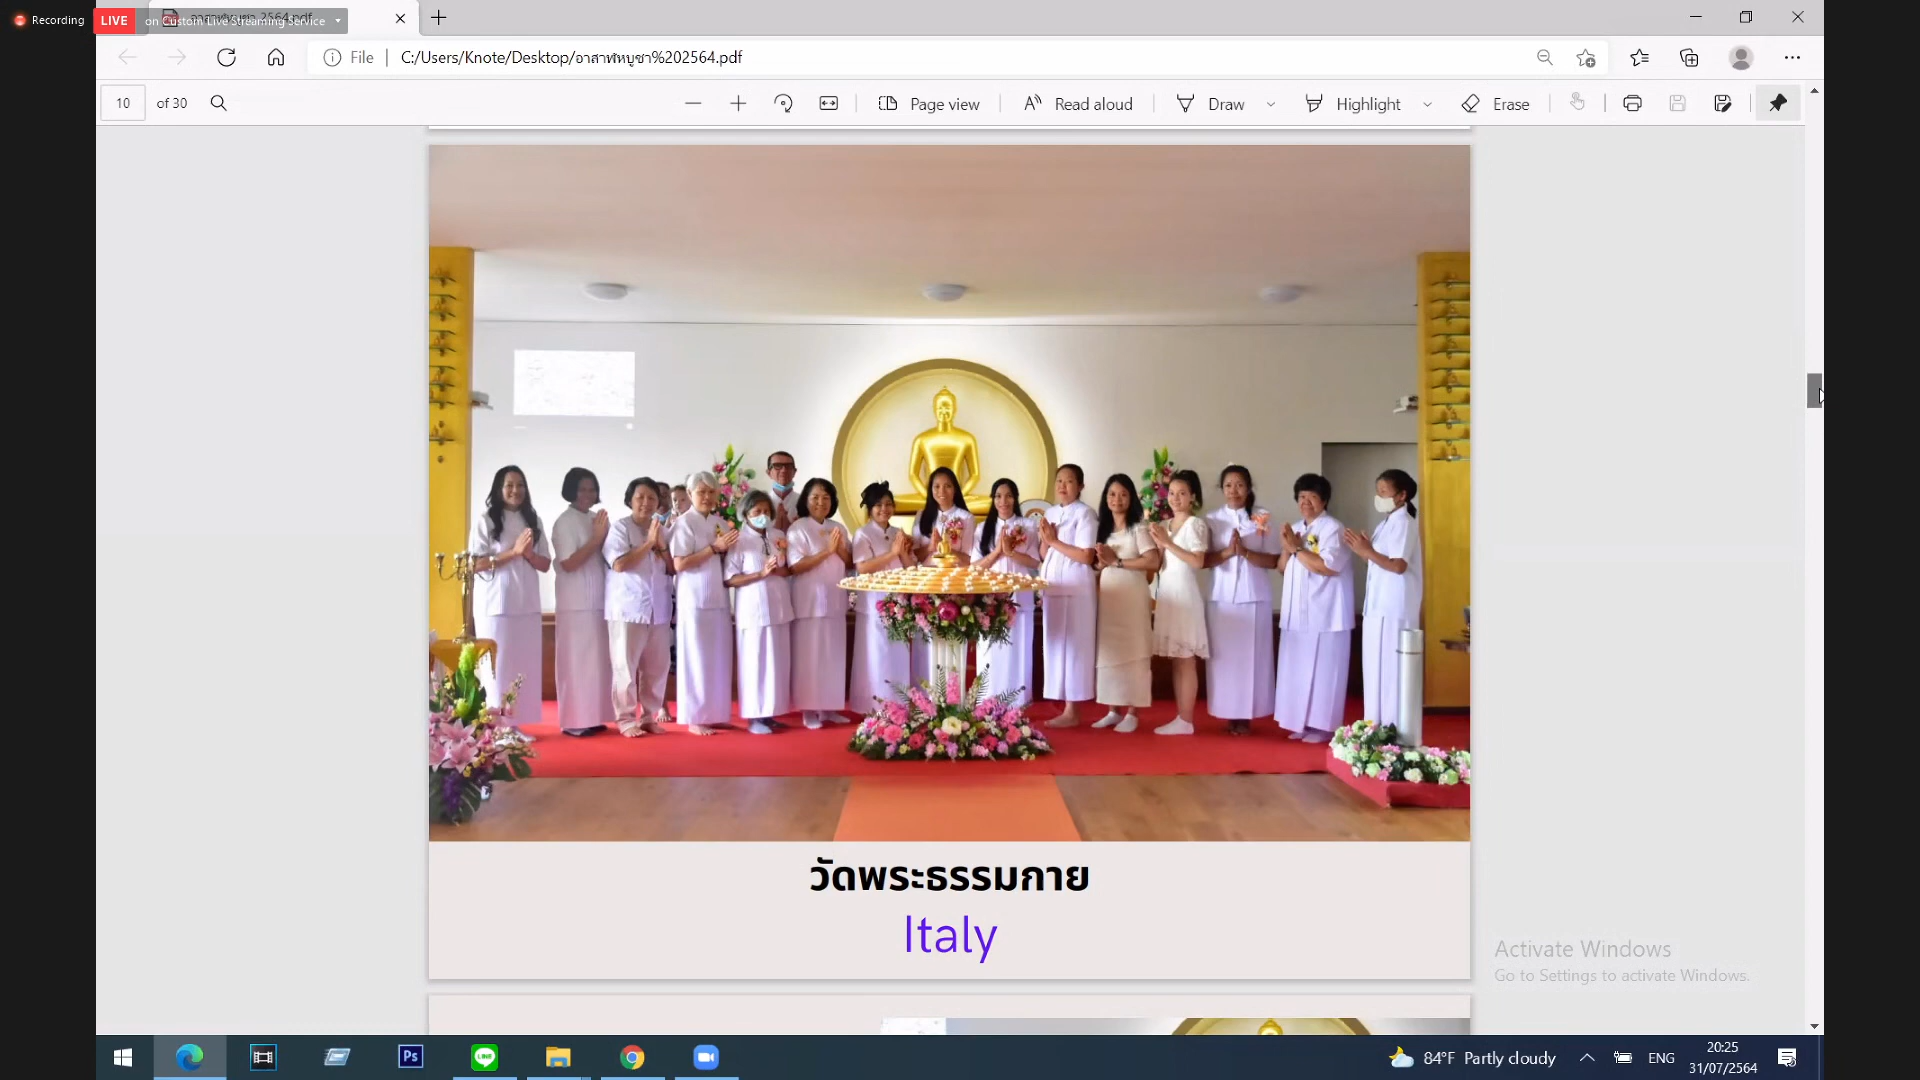 Recording
LIVE
on Custom Live Streaming Service
File
C:/Users/Knote/Desktop/อาสาฬหบูชา%202564.pdf
10
of 30
Page view
Read aloud
Draw
Highlight
Erase
วัดพระธรรมกาย
Italy
Activate Windows
Go to Settings to activate Windows.
Ps
LINE
84°F Partly cloudy
ENG
20:25
31/07/2564